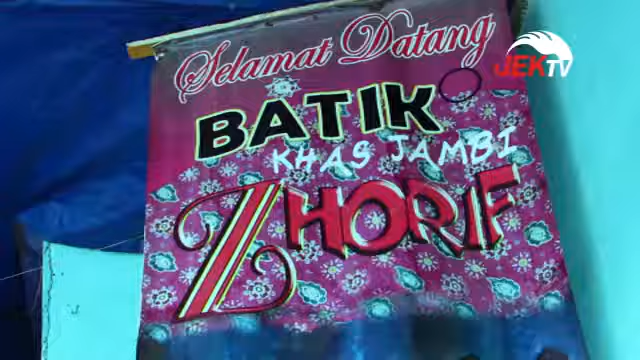 Selamat Datang
BATIK
KHAS JAMBI
ZHORIF
JEKTV